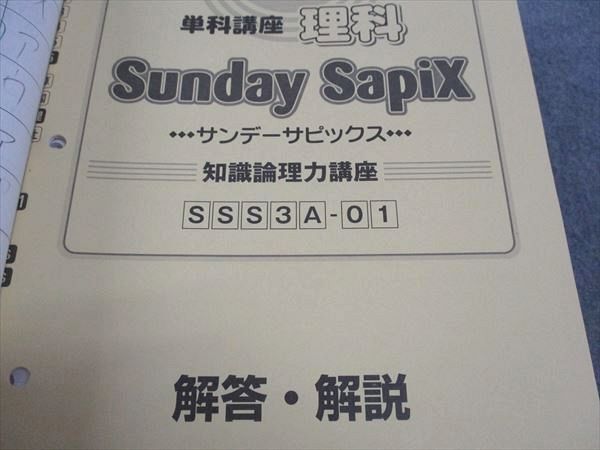 単科講座 理科
Sunday SapiX
•••サンデーサピックス•••
知識論理力講座
SSS3A-01
解答・解説